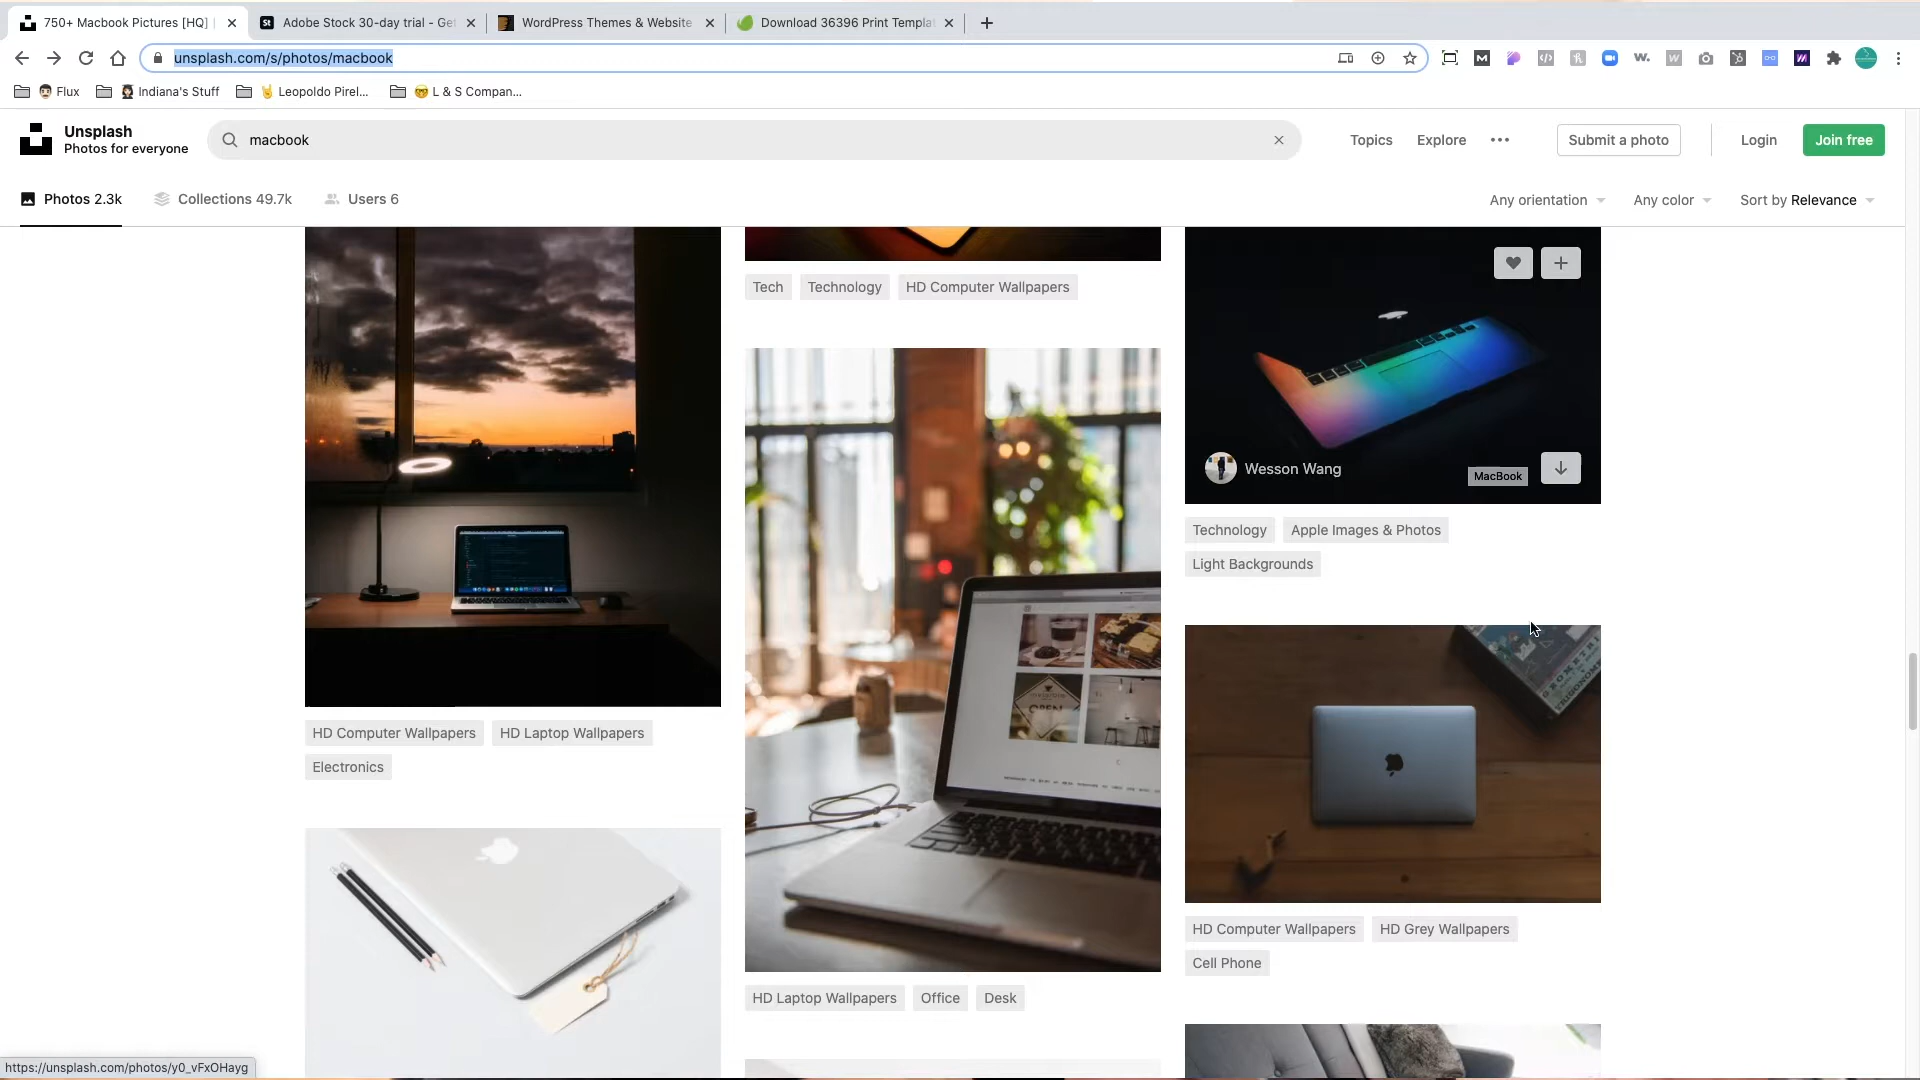 750+ Macbook Pictures [HQ] |
Adobe Stock 30-day trial - Get
WordPress Themes & Website
Download 36396 Print Templa
unsplash.com/s/photos/macbook
Flux
Indiana's Stuff
Leopoldo Pirel...
L & S Compan...
Unsplash
Photos for everyone
macbook
Topics
Explore
Submit a photo
Login
Join free
Photos 2.3k
Collections 49.7k
Users 6
Any orientation
Any color
Sort by Relevance
Tech
Technology
HD Computer Wallpapers
Wesson Wang
MacBook
Technology
Apple Images & Photos
Light Backgrounds
OPEN
HD Computer Wallpapers
HD Laptop Wallpapers
Electronics
HD Computer Wallpapers
HD Grey Wallpapers
Cell Phone
HD Laptop Wallpapers
Office
Desk
https://unsplash.com/photos/y0_vFxOHayg